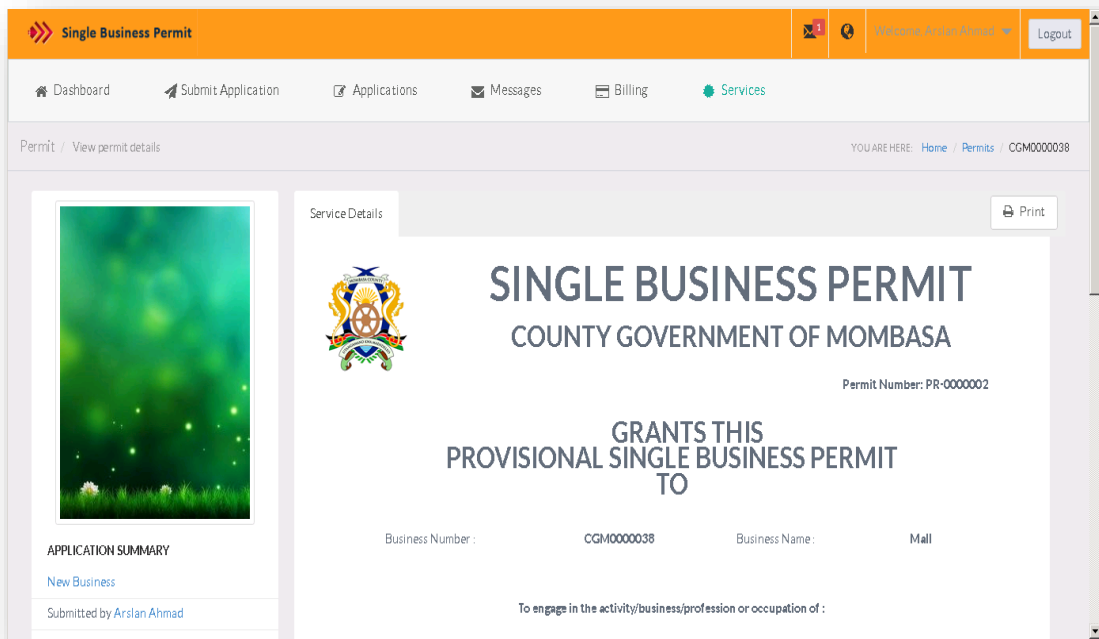 Single Business Permit
1
Welcome, Arslan Ahmad
Logout
Dashboard
Submit Application
Applications
Messages
Billing
Services
Permit / View permit details
YOU ARE HERE: Home / Permits / CGM0000038
Service Details
Print
SINGLE BUSINESS PERMIT
COUNTY GOVERNMENT OF MOMBASA
Permit Number: PR-0000002
GRANTS THIS
PROVISIONAL SINGLE BUSINESS PERMIT
TO
Business Number :
CGM0000038
Business Name :
Mall
To engage in the activity/business/profession or occupation of :
APPLICATION SUMMARY
New Business
Submitted by Arslan Ahmad